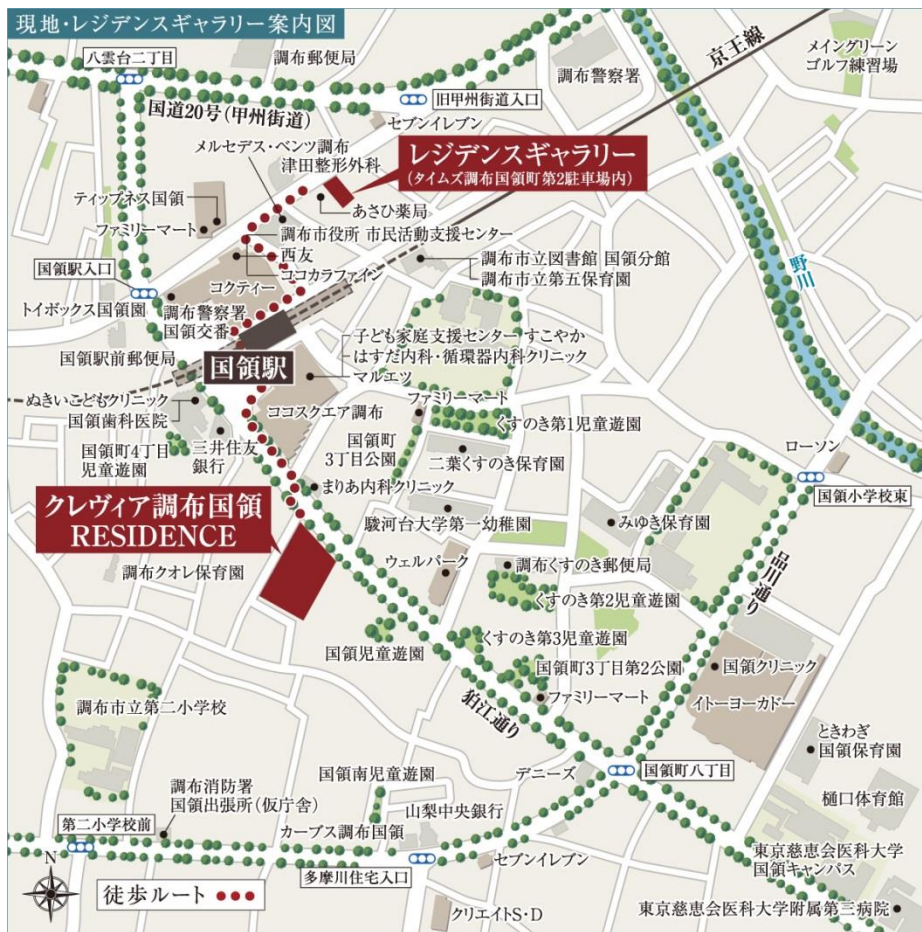 現地・レジデンスギャラリー案内図
八雲台二丁目
調布郵便局
国道20号(甲州街道)
旧甲州街道入口
セブンイレブン
調布警察署
京王線
メイングリーン
ゴルフ練習場
メルセデス・ベンツ調布
津田整形外科
レジデンスギャラリー
(タイムズ調布国領町第2駐車場内)
ティップネス国領
ファミリーマート
あさひ薬局
調布市役所 市民活動支援センター
西友
ココカラファイン
コクティー
国領駅入口
トイボックス国領園
調布警察署
国領交番
調布市立図書館 国領分館
調布市立第五保育園
野川
国領駅前郵便局
国領駅
子ども家庭支援センター すこやか
はすだ内科・循環器内科クリニック
マルエツ
ぬきいこどもクリニック
国領歯科医院
ココスクエア調布
ファミリーマート
くすのき第1児童遊園
国領町4丁目
児童遊園
三井住友
銀行
国領町
3丁目公園
二葉くすのき保育園
ローソン
国領小学校東
まりあ内科クリニック
クレヴィア調布国領
RESIDENCE
駿河台大学第一幼稚園
みゆき保育園
調布クオレ保育園
ウェルパーク
調布くすのき郵便局
くすのき第2児童遊園
品川通り
国領児童遊園
くすのき第3児童遊園
国領町3丁目第2公園
ファミリーマート
国領クリニック
イトーヨーカドー
調布市立第二小学校
狛江通り
ときわぎ
国領保育園
デニーズ
国領町八丁目
樋口体育館
調布消防署
国領出張所(仮庁舎)
国領南児童遊園
山梨中央銀行
第二小学校前
カーブス調布国領
多摩川住宅入口
セブンイレブン
東京慈恵会医科大学
国領キャンパス
N
徒歩ルート
クリエイトS・D
東京慈恵会医科大学附属第三病院